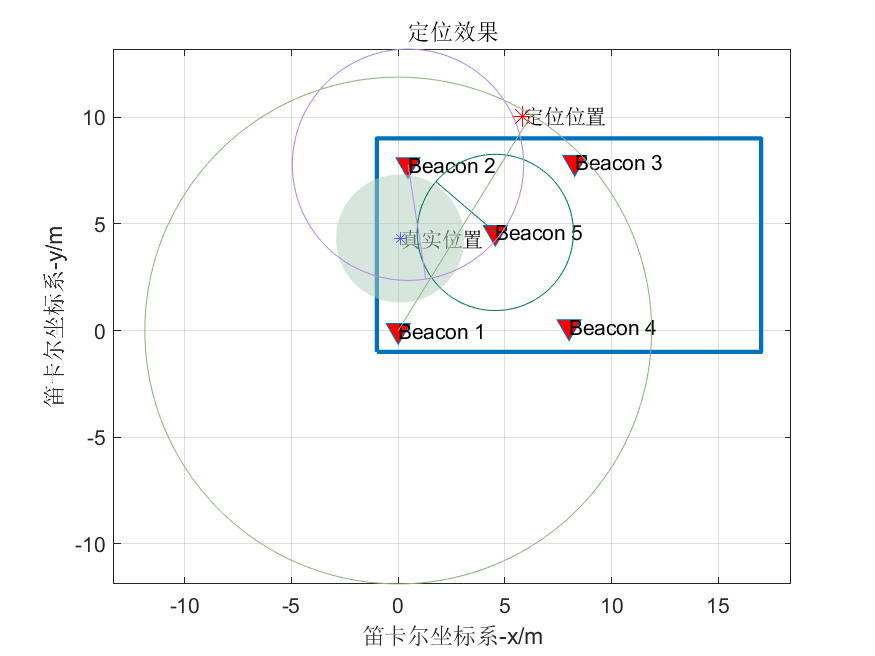 定位效果
10
5
0
-5
-10
笛卡尔坐标系-y/m
定位位置
Beacon 2
Beacon 3
真实位置
Beacon 5
Beacon 1
Beacon 4
-10
-5
0
5
10
15
笛卡尔坐标系-x/m